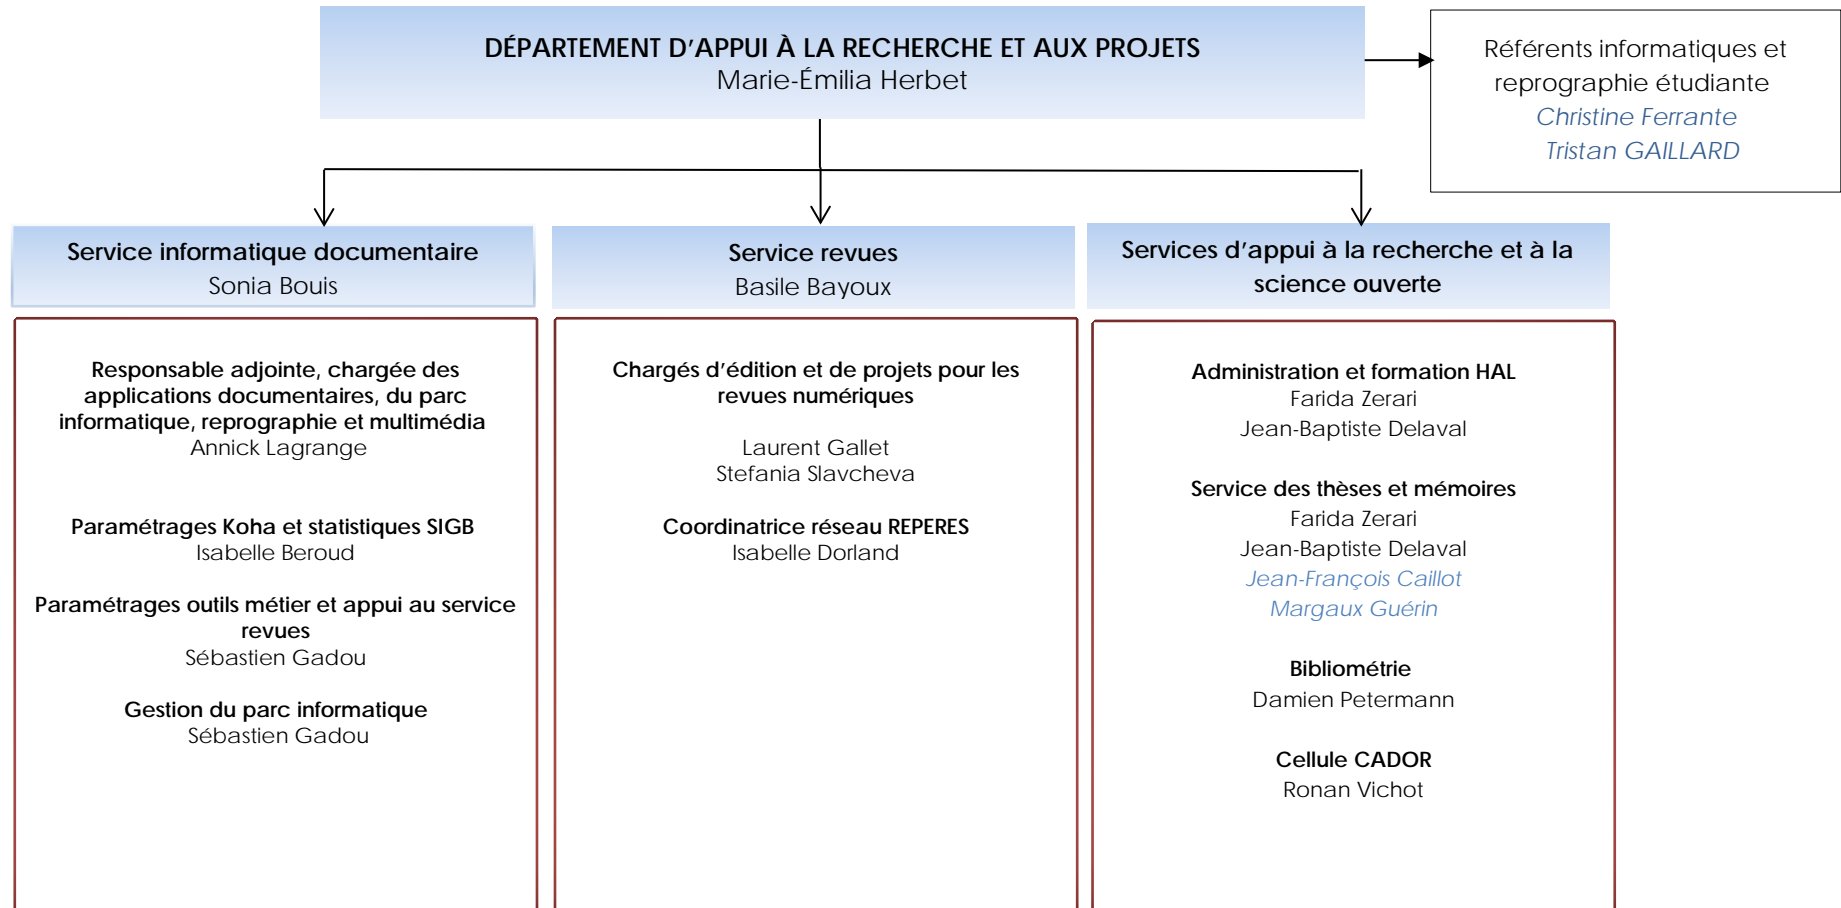 DÉPARTEMENT D’APPUI À LA RECHERCHE ET AUX PROJETS
Marie-Émilia Herbet
Référents informatiques et
reprographie étudiante
Christine Ferrante
Tristan GAILLARD
Service informatique documentaire
Sonia Bouis
Responsable adjointe, chargée des
applications documentaires, du parc
informatique, reprographie et multimédia
Annick Lagrange
Paramétrages Koha et statistiques SIGB
Isabelle Beroud
Paramétrages outils métier et appui au service
revues
Sébastien Gadou
Gestion du parc informatique
Sébastien Gadou
Service revues
Basile Bayoux
Chargés d’édition et de projets pour les
revues numériques
Laurent Gallet
Stefania Slavcheva
Coordinatrice réseau REPERES
Isabelle Dorland
Services d’appui à la recherche et à la
science ouverte
Administration et formation HAL
Farida Zerari
Jean-Baptiste Delaval
Service des thèses et mémoires
Farida Zerari
Jean-Baptiste Delaval
Jean-François Caillot
Margaux Guérin
Bibliométrie
Damien Petermann
Cellule CADOR
Ronan Vichot